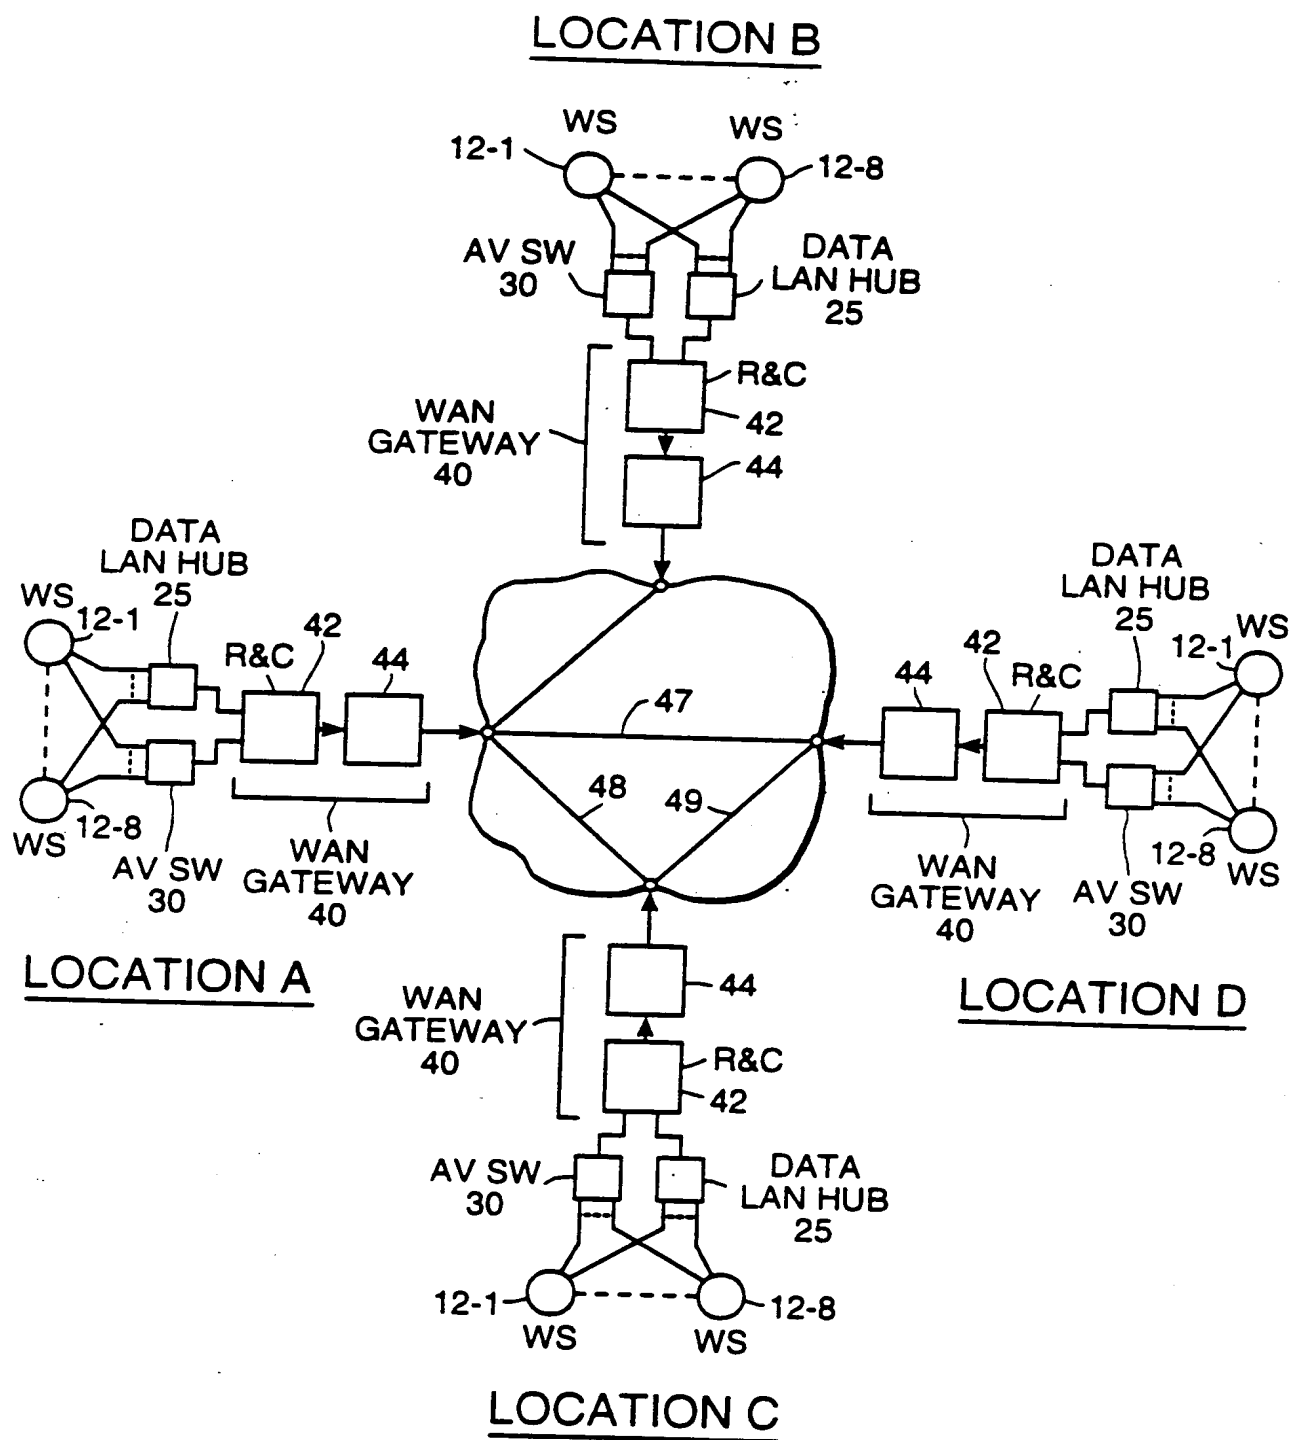 LOCATION B
WS
WS
12-1
12-8
AV SW
30
DATA
LAN HUB
25
R&C
42
WAN
GATEWAY
40
44
DATA
LAN HUB
25
WS
12-1
42
R&C
44
12-8
WS
AV SW
30
WAN
GATEWAY
40
LOCATION A
47
48
49
DATA
LAN HUB
25
WS
12-1
42
R&C
44
12-8
WS
AV SW
30
WAN
GATEWAY
40
LOCATION D
44
WAN
GATEWAY
40
R&C
42
AV SW
30
DATA
LAN HUB
25
12-1
12-8
WS
WS
LOCATION C